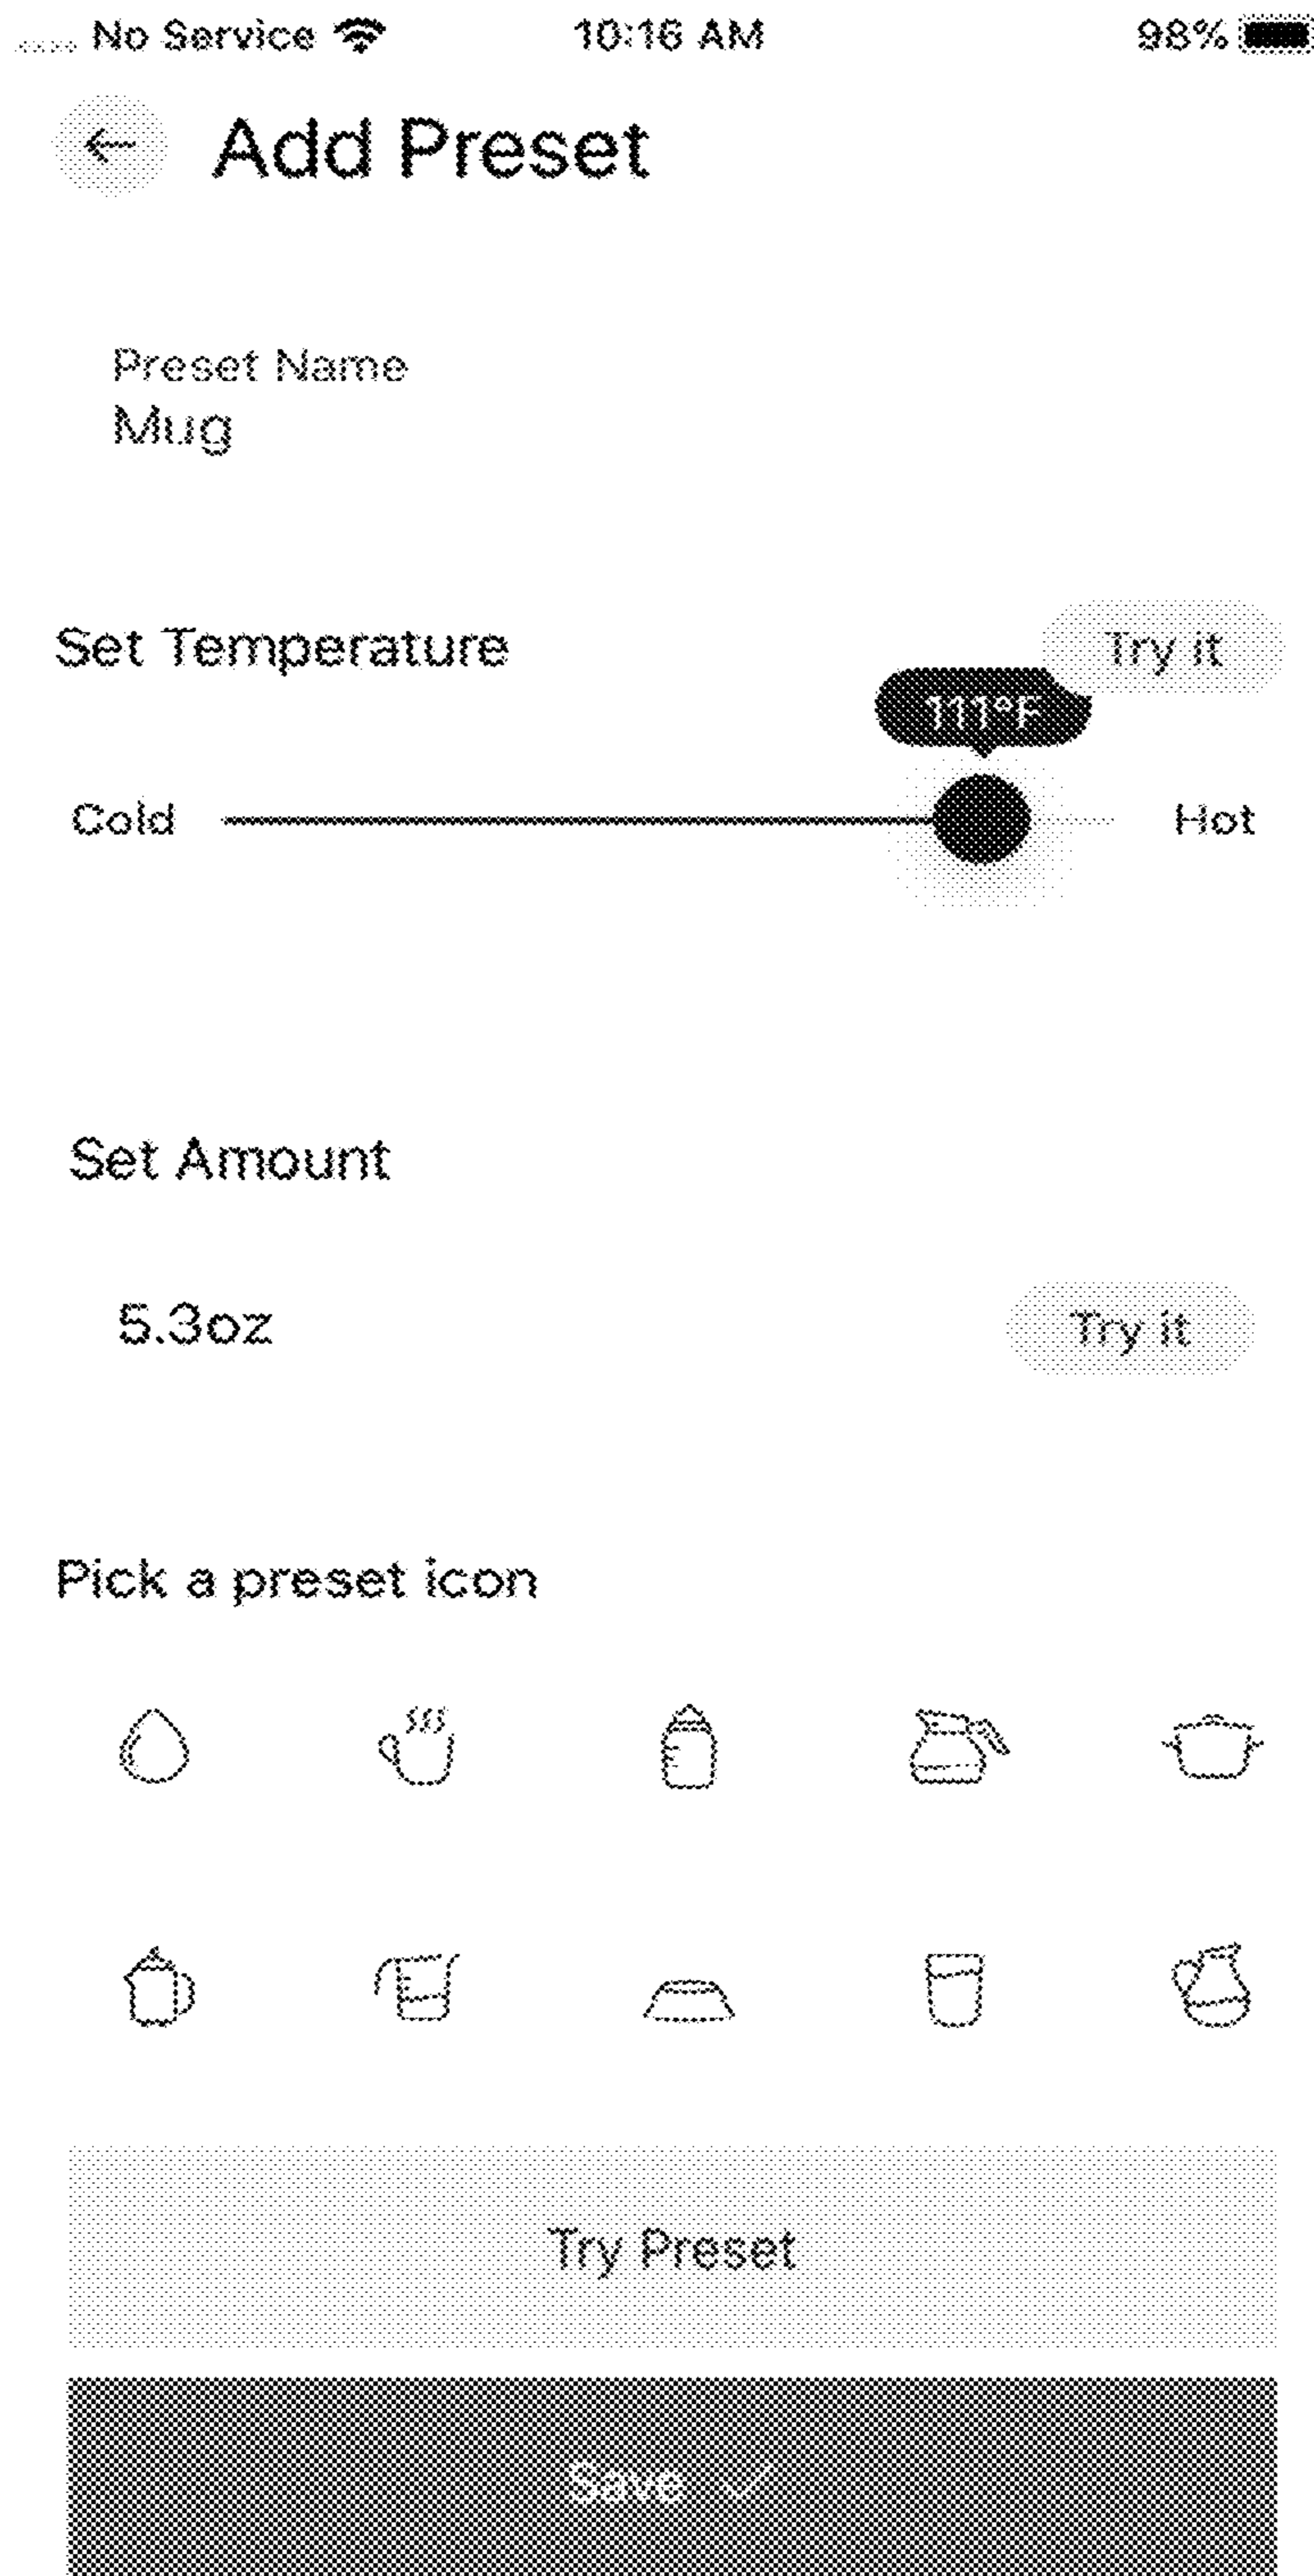 No Service 10:16 AM 98%
Add Preset
Preset Name
Mug
Set Temperature Try it
111°F
Cold Hot
Set Amount
5.3oz Try it
Pick a preset icon
Try Preset
Save